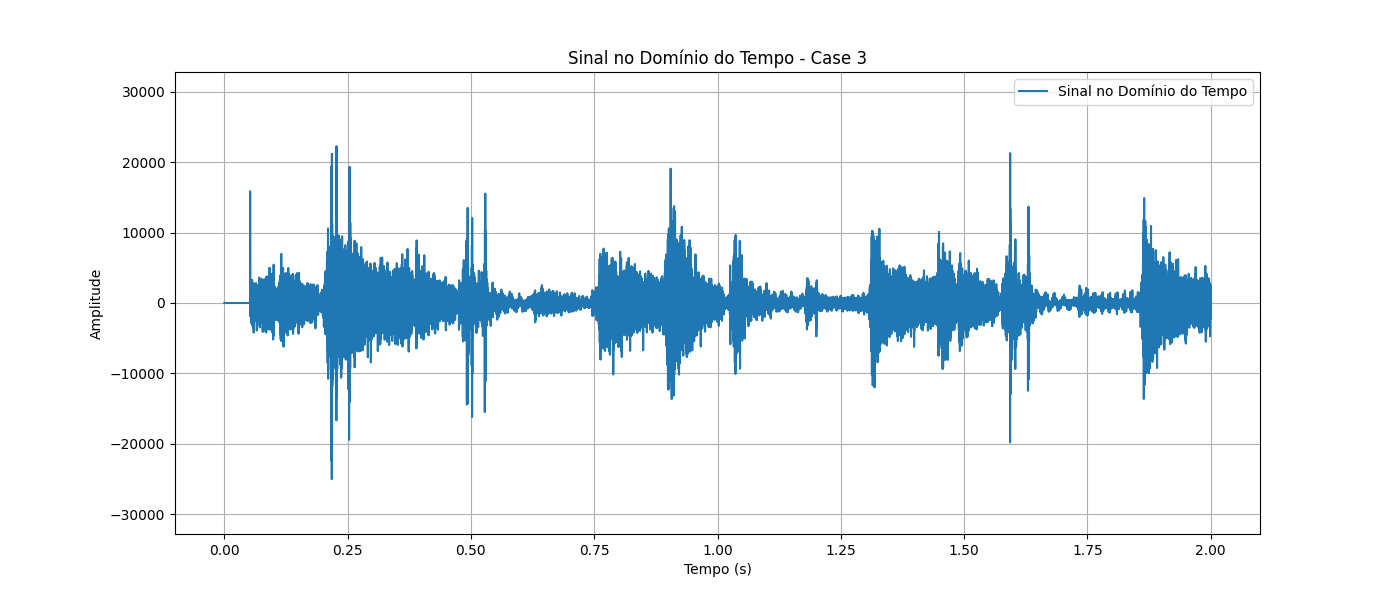 Sinal no Domínio do Tempo - Case 3
Sinal no Domínio do Tempo
30000
20000
10000
0
−10000
−20000
−30000
Amplitude
0.00 0.25 0.50 0.75 1.00 1.25 1.50 1.75 2.00
Tempo (s)